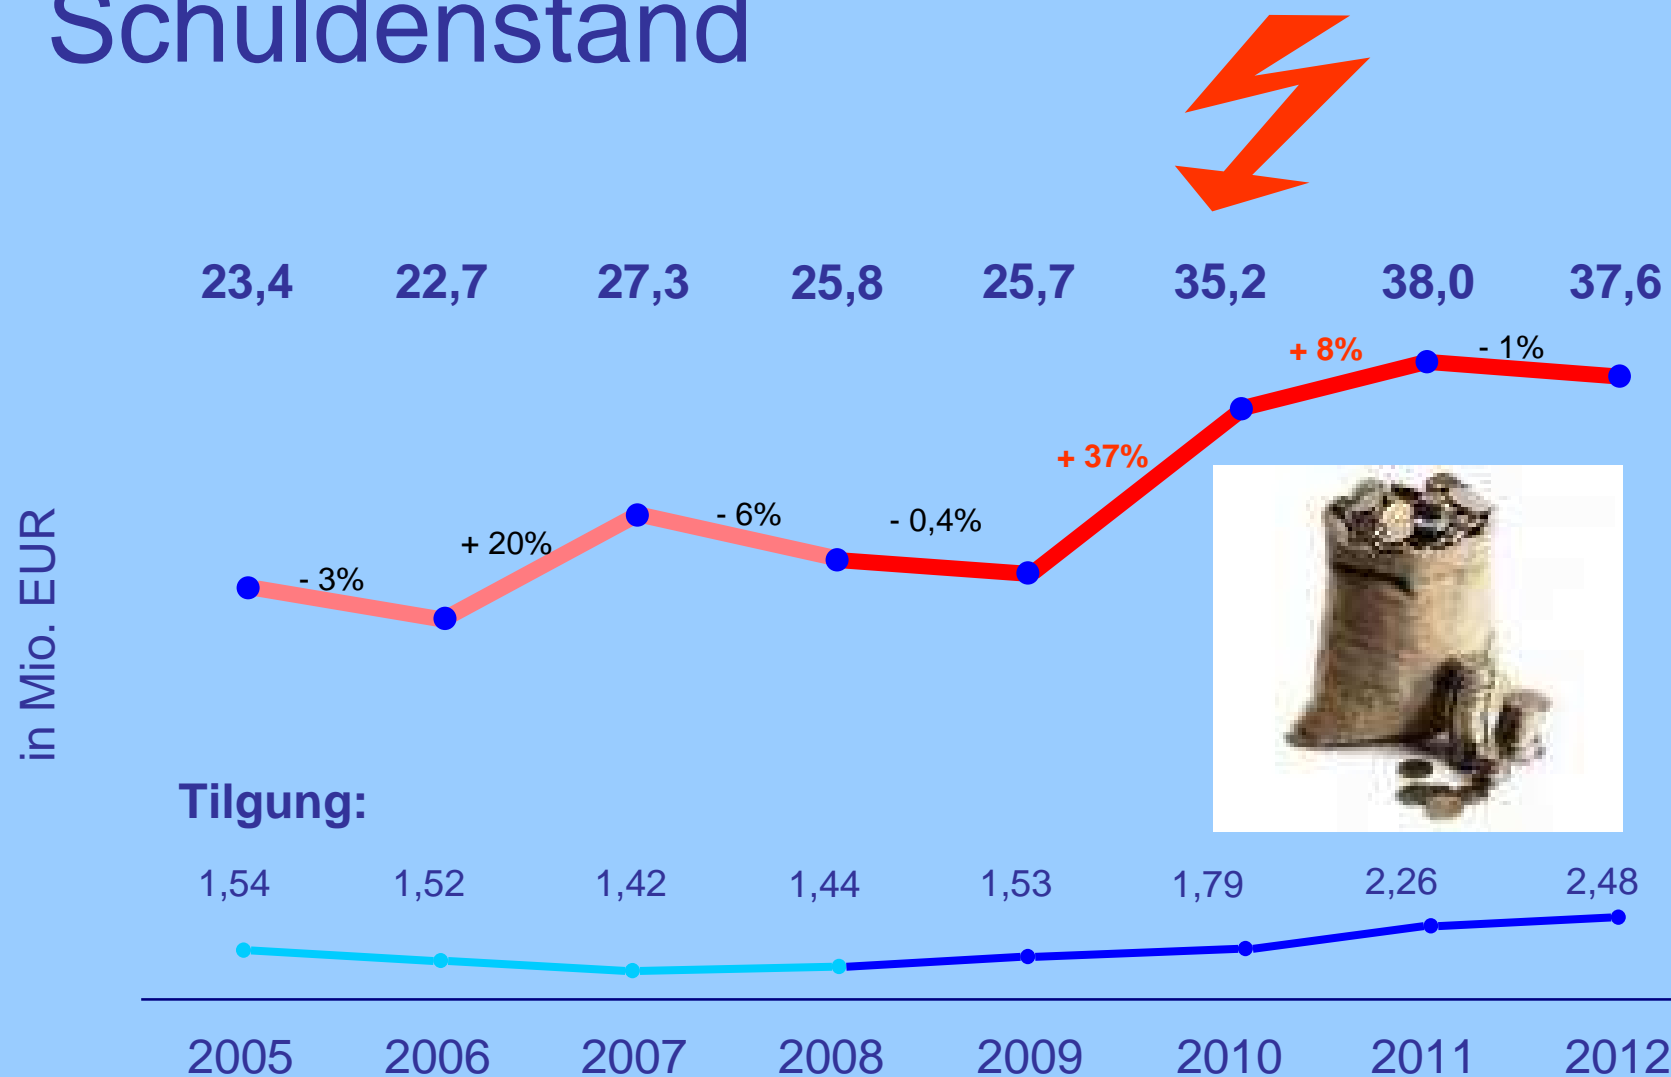 Schuldenstand
23,4 22,7 27,3 25,8 25,7 35,2 38,0 37,6
- 3% + 20% - 6% - 0,4% + 37% + 8% - 1%
in Mio. EUR
Tilgung:
1,54 1,52 1,42 1,44 1,53 1,79 2,26 2,48
2005 2006 2007 2008 2009 2010 2011 2012